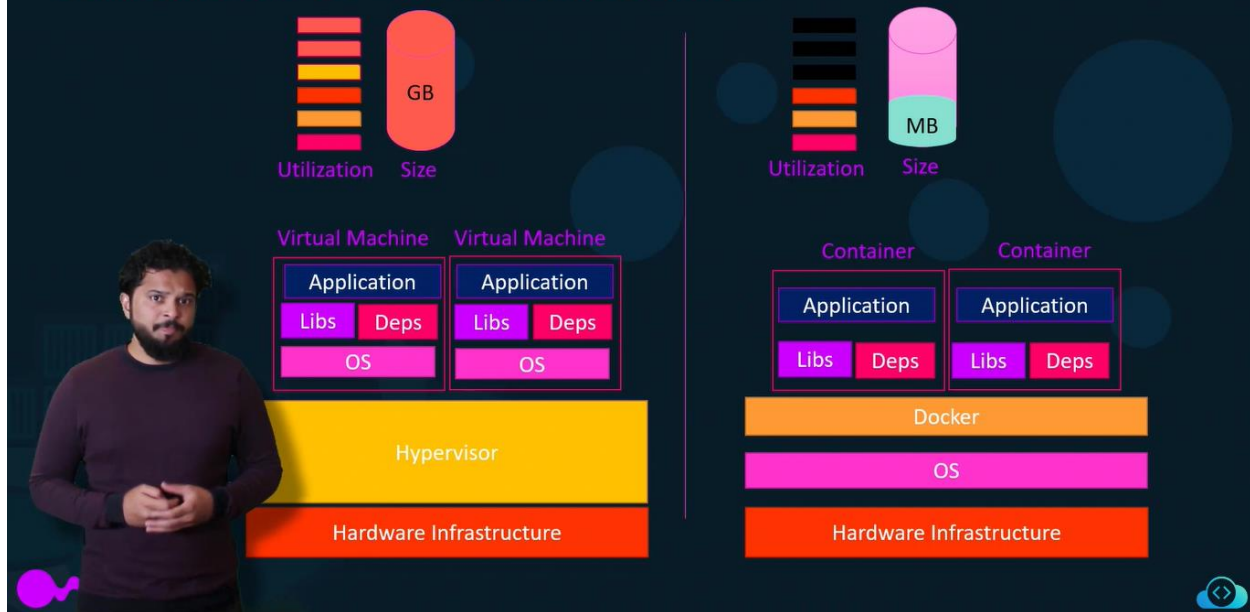 GB
MB
Utilization Size
Utilization Size
Virtual Machine Virtual Machine
Application Application
Libs Deps Libs Deps
OS OS
Hypervisor
Hardware Infrastructure
Container Container
Application Application
Libs Deps Libs Deps
Docker
OS
Hardware Infrastructure